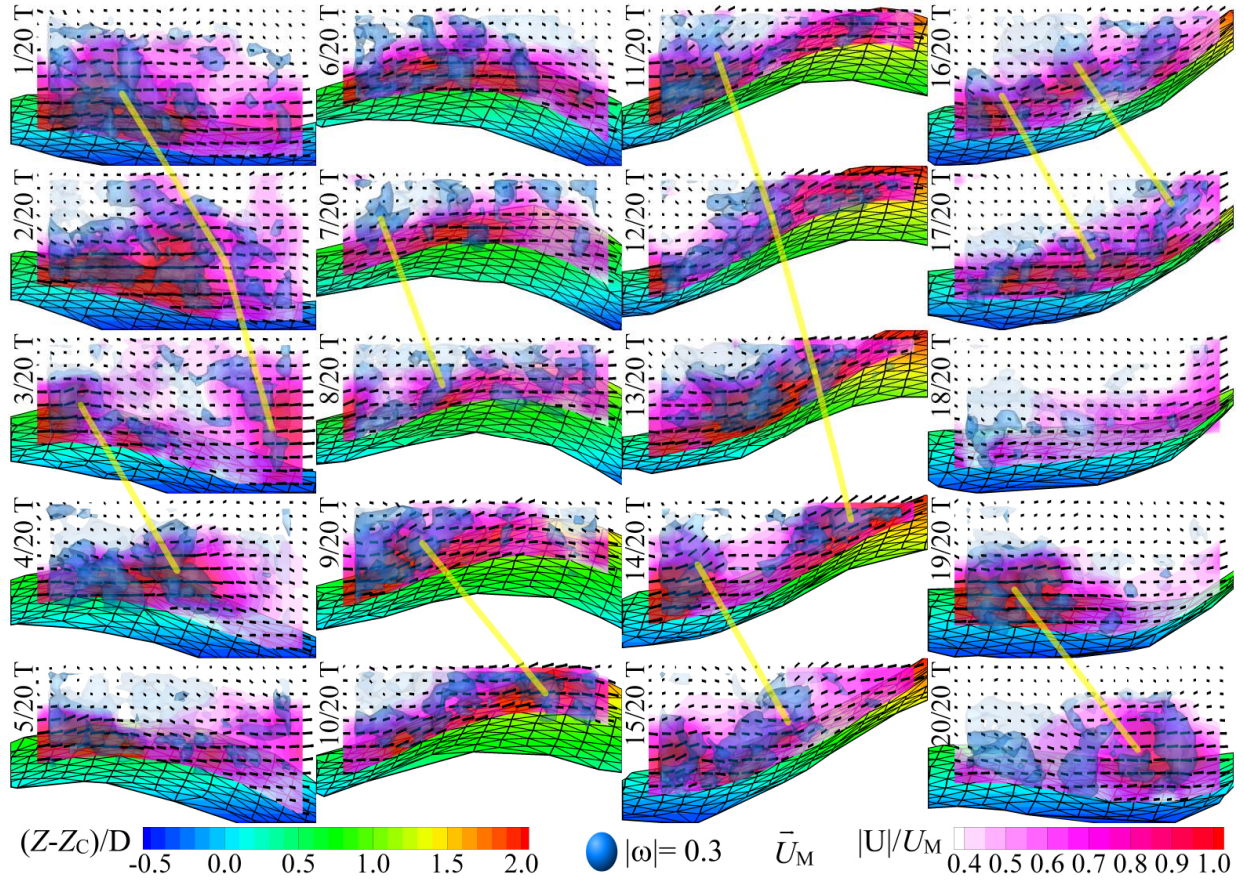 1/20 T
6/20 T
11/20 T
16/20 T
2/20 T
7/20 T
12/20 T
17/20 T
3/20 T
8/20 T
13/20 T
18/20 T
4/20 T
9/20 T
14/20 T
19/20 T
5/20 T
10/20 T
15/20 T
20/20 T
(Z-Z_C)/D
-0.5 0.0 0.5 1.0 1.5 2.0
|ω|= 0.3
U⃗_M
|U|/U_M
0.4 0.5 0.6 0.7 0.8 0.9 1.0